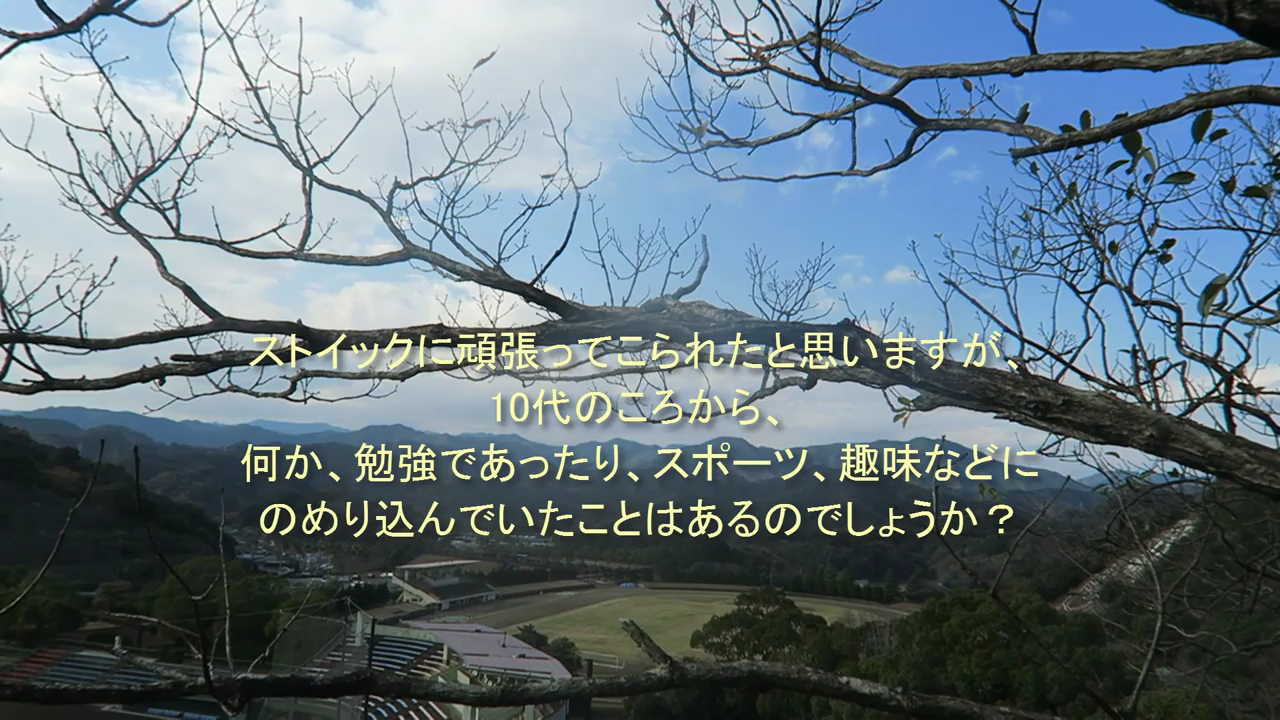 ストイックに頑張ってこられたと思いますが、
10代のころから、
何か、勉強であったり、スポーツ、趣味などに
のめり込んでいたことはあるのでしょうか？